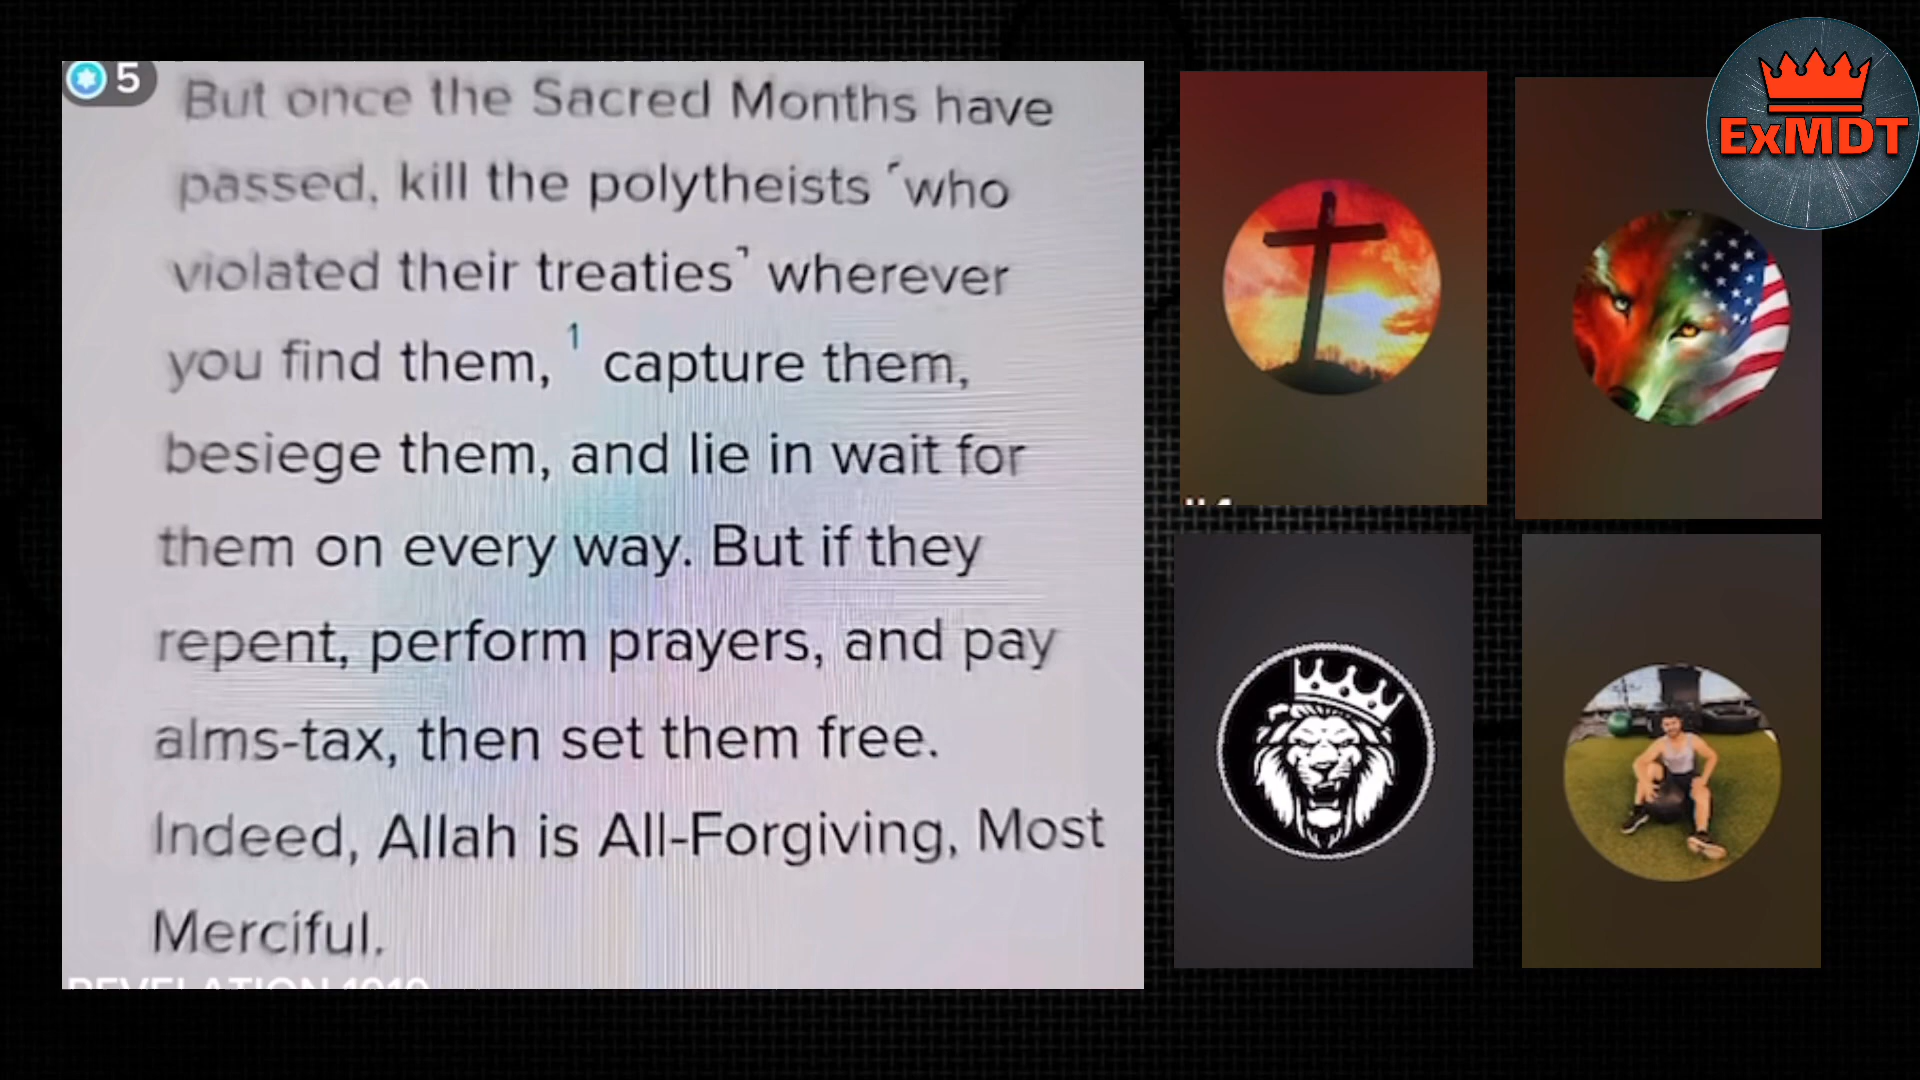 5
But once the Sacred Months have
passed, kill the polytheists ˹who
violated their treaties˺ wherever
you find them, 1 capture them,
besiege them, and lie in wait for
them on every way. But if they
repent, perform prayers, and pay
alms-tax, then set them free.
Indeed, Allah is All-Forgiving, Most
Merciful.
REVELATION 1010
ExMDT